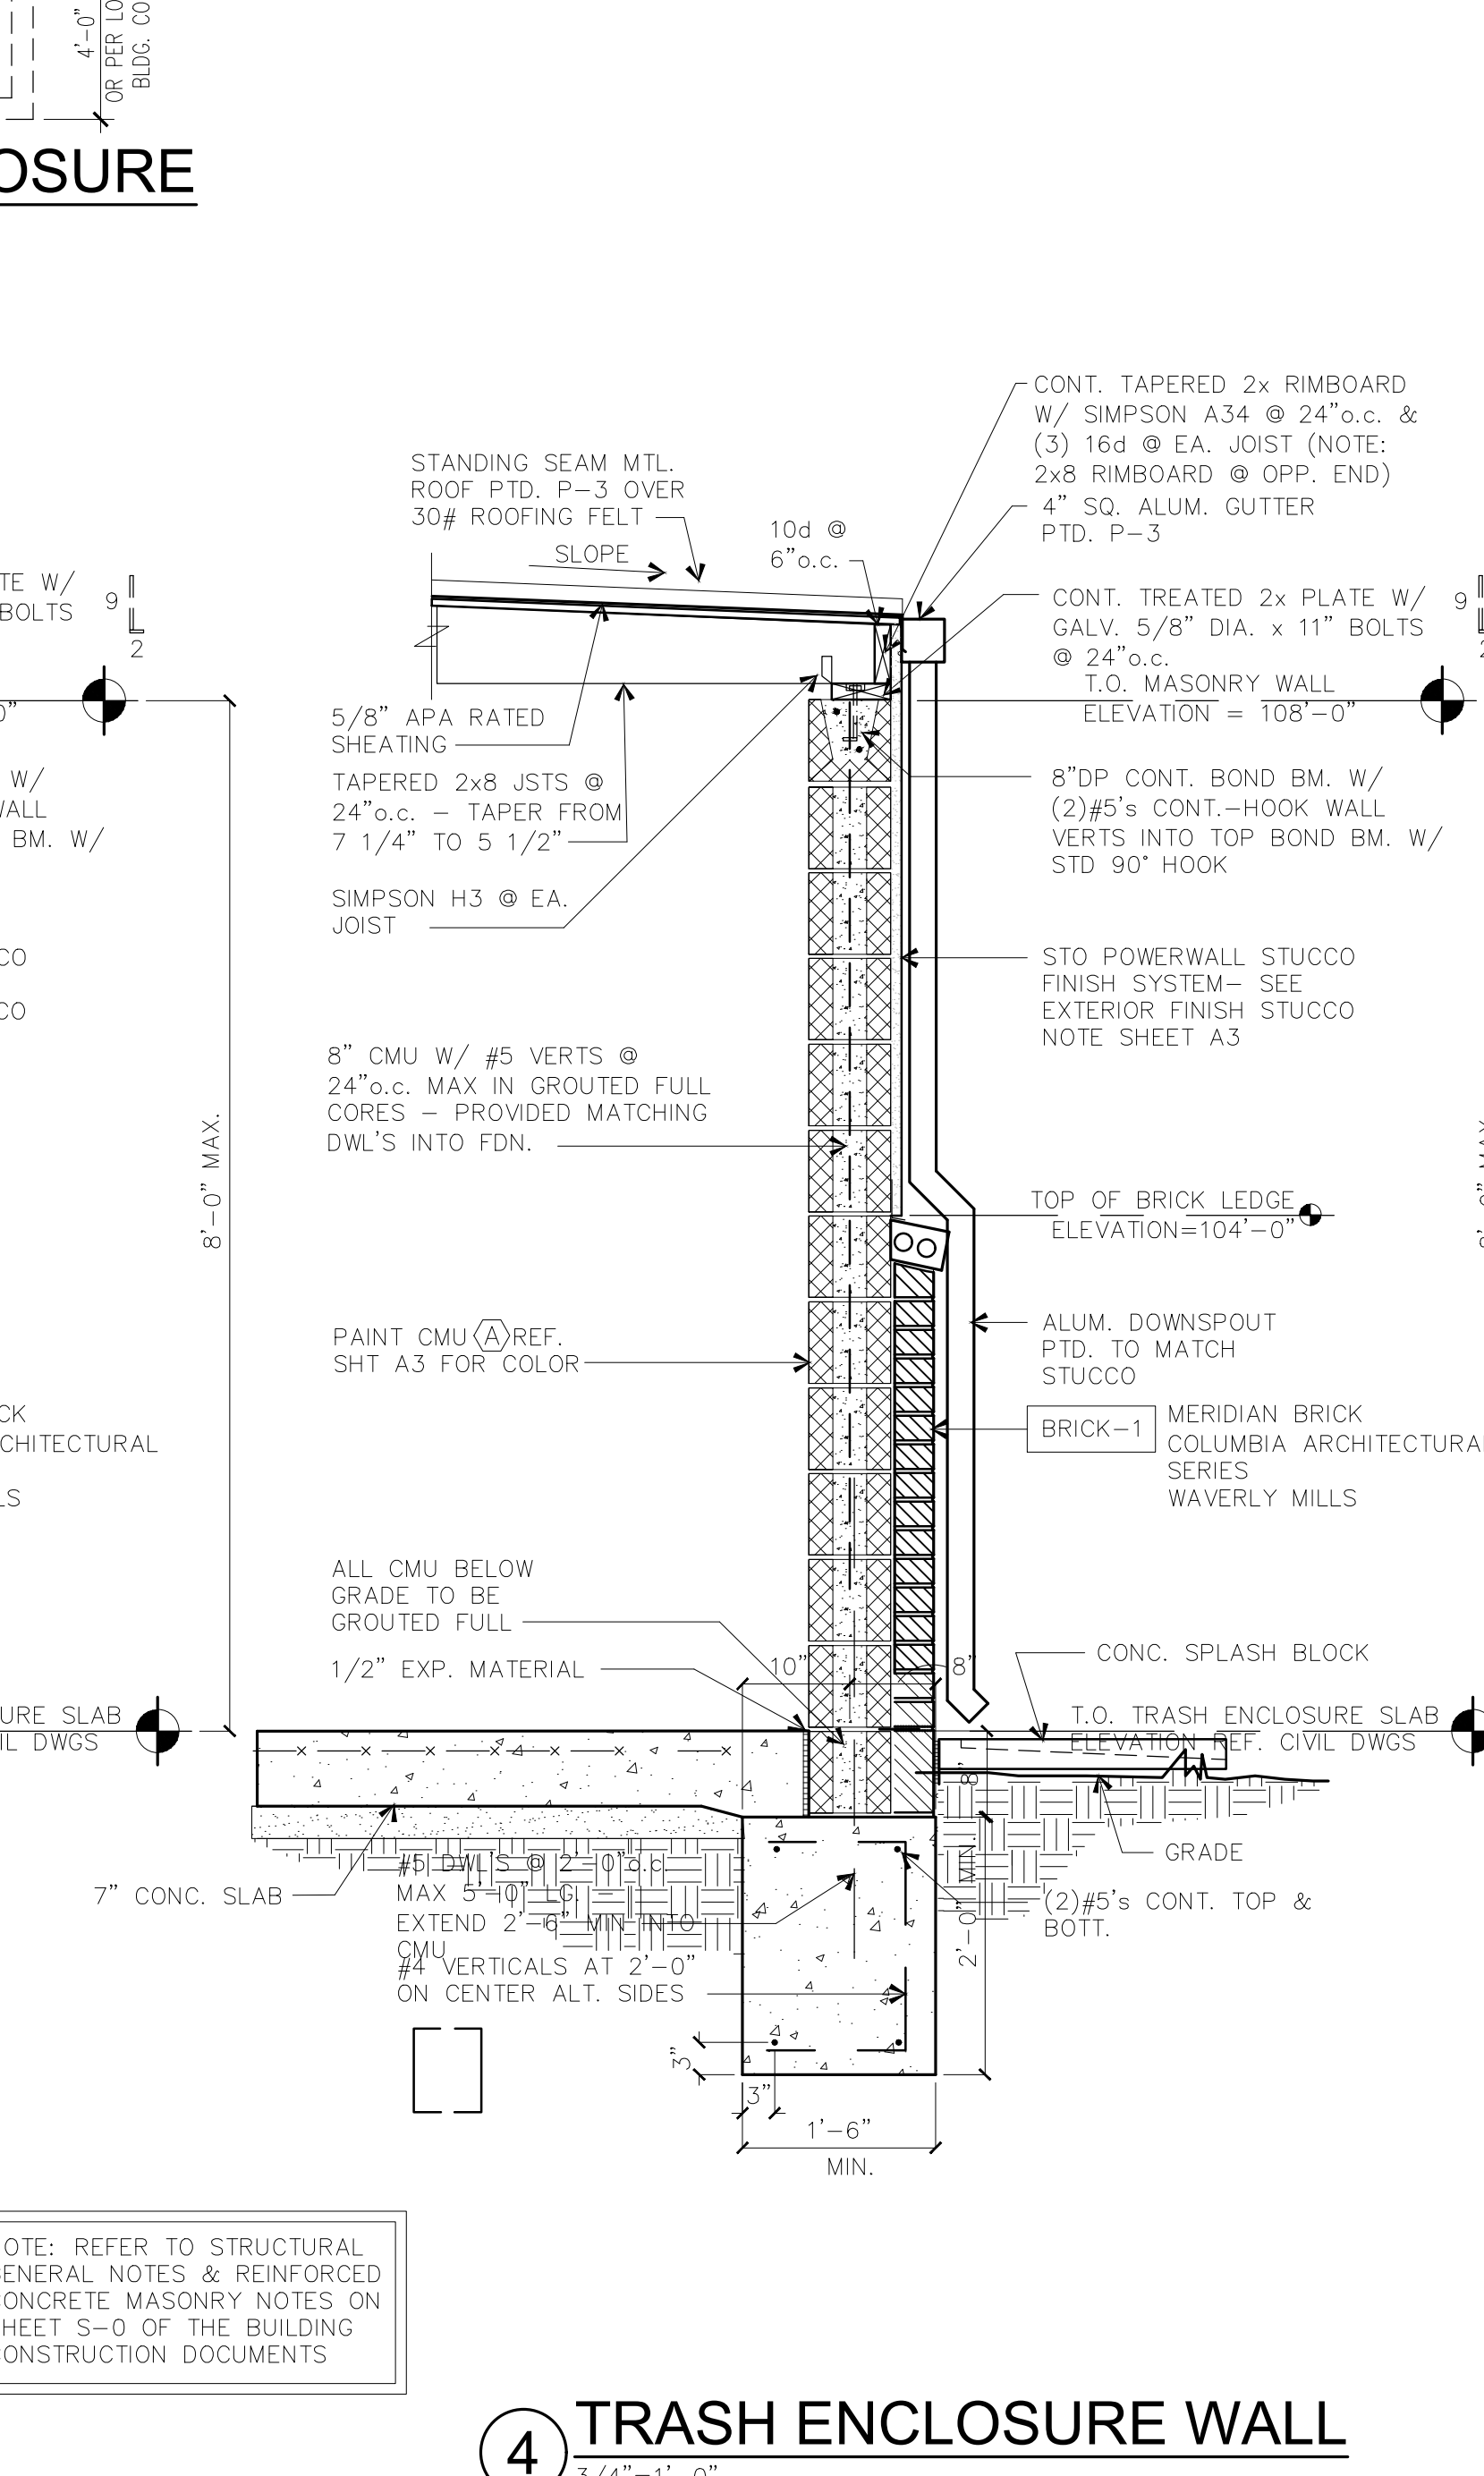 4'-0"
OR PER LO
BLDG. CO
OSURE
CONT. TAPERED 2x RIMBOARD
W/ SIMPSON A34 @ 24"o.c. &
(3) 16d @ EA. JOIST (NOTE:
2x8 RIMBOARD @ OPP. END)
4" SQ. ALUM. GUTTER
PTD. P-3
STANDING SEAM MTL.
ROOF PTD. P-3 OVER
30# ROOFING FELT
SLOPE
10d @
6"o.c.
TE W/
BOLTS
9
2
CONT. TREATED 2x PLATE W/
GALV. 5/8" DIA. x 11" BOLTS
@ 24"o.c.
9
T.O. MASONRY WALL
ELEVATION = 108'-0"
0"
5/8" APA RATED
SHEATING
TAPERED 2x8 JSTS @
24"o.c. - TAPER FROM
7 1/4" TO 5 1/2"
W/
WALL
BM. W/
8"DP CONT. BOND BM. W/
(2)#5's CONT.-HOOK WALL
VERTS INTO TOP BOND BM. W/
STD 90° HOOK
SIMPSON H3 @ EA.
JOIST
CO
CO
STO POWERWALL STUCCO
FINISH SYSTEM- SEE
EXTERIOR FINISH STUCCO
NOTE SHEET A3
8" CMU W/ #5 VERTS @
24"o.c. MAX IN GROUTED FULL
CORES - PROVIDED MATCHING
DWL'S INTO FDN.
8'-0" MAX.
TOP OF BRICK LEDGE
ELEVATION=104'-0"
PAINT CMU A REF.
SHT A3 FOR COLOR
ALUM. DOWNSPOUT
PTD. TO MATCH
STUCCO
CK
CHITECTURAL
LS
BRICK-1
MERIDIAN BRICK
COLUMBIA ARCHITECTURAL
SERIES
WAVERLY MILLS
ALL CMU BELOW
GRADE TO BE
GROUTED FULL
1/2" EXP. MATERIAL
10"
8"
CONC. SPLASH BLOCK
URE SLAB
IL DWGS
T.O. TRASH ENCLOSURE SLAB
ELEVATION REF. CIVIL DWGS
8"
GRADE
7" CONC. SLAB
#5 DWL'S @ 2'-0"o.c.
MAX 5'-10" LG. -
EXTEND 2'-6" MIN INTO
CMU
#4 VERTICALS AT 2'-0"
ON CENTER ALT. SIDES
(2)#5's CONT. TOP &
BOTT.
2'-0" MIN.
3"
3"
1'-6"
MIN.
OTE: REFER TO STRUCTURAL
ENERAL NOTES & REINFORCED
ONCRETE MASONRY NOTES ON
HEET S-0 OF THE BUILDING
ONSTRUCTION DOCUMENTS
4
TRASH ENCLOSURE WALL
3/4"=1'-0"